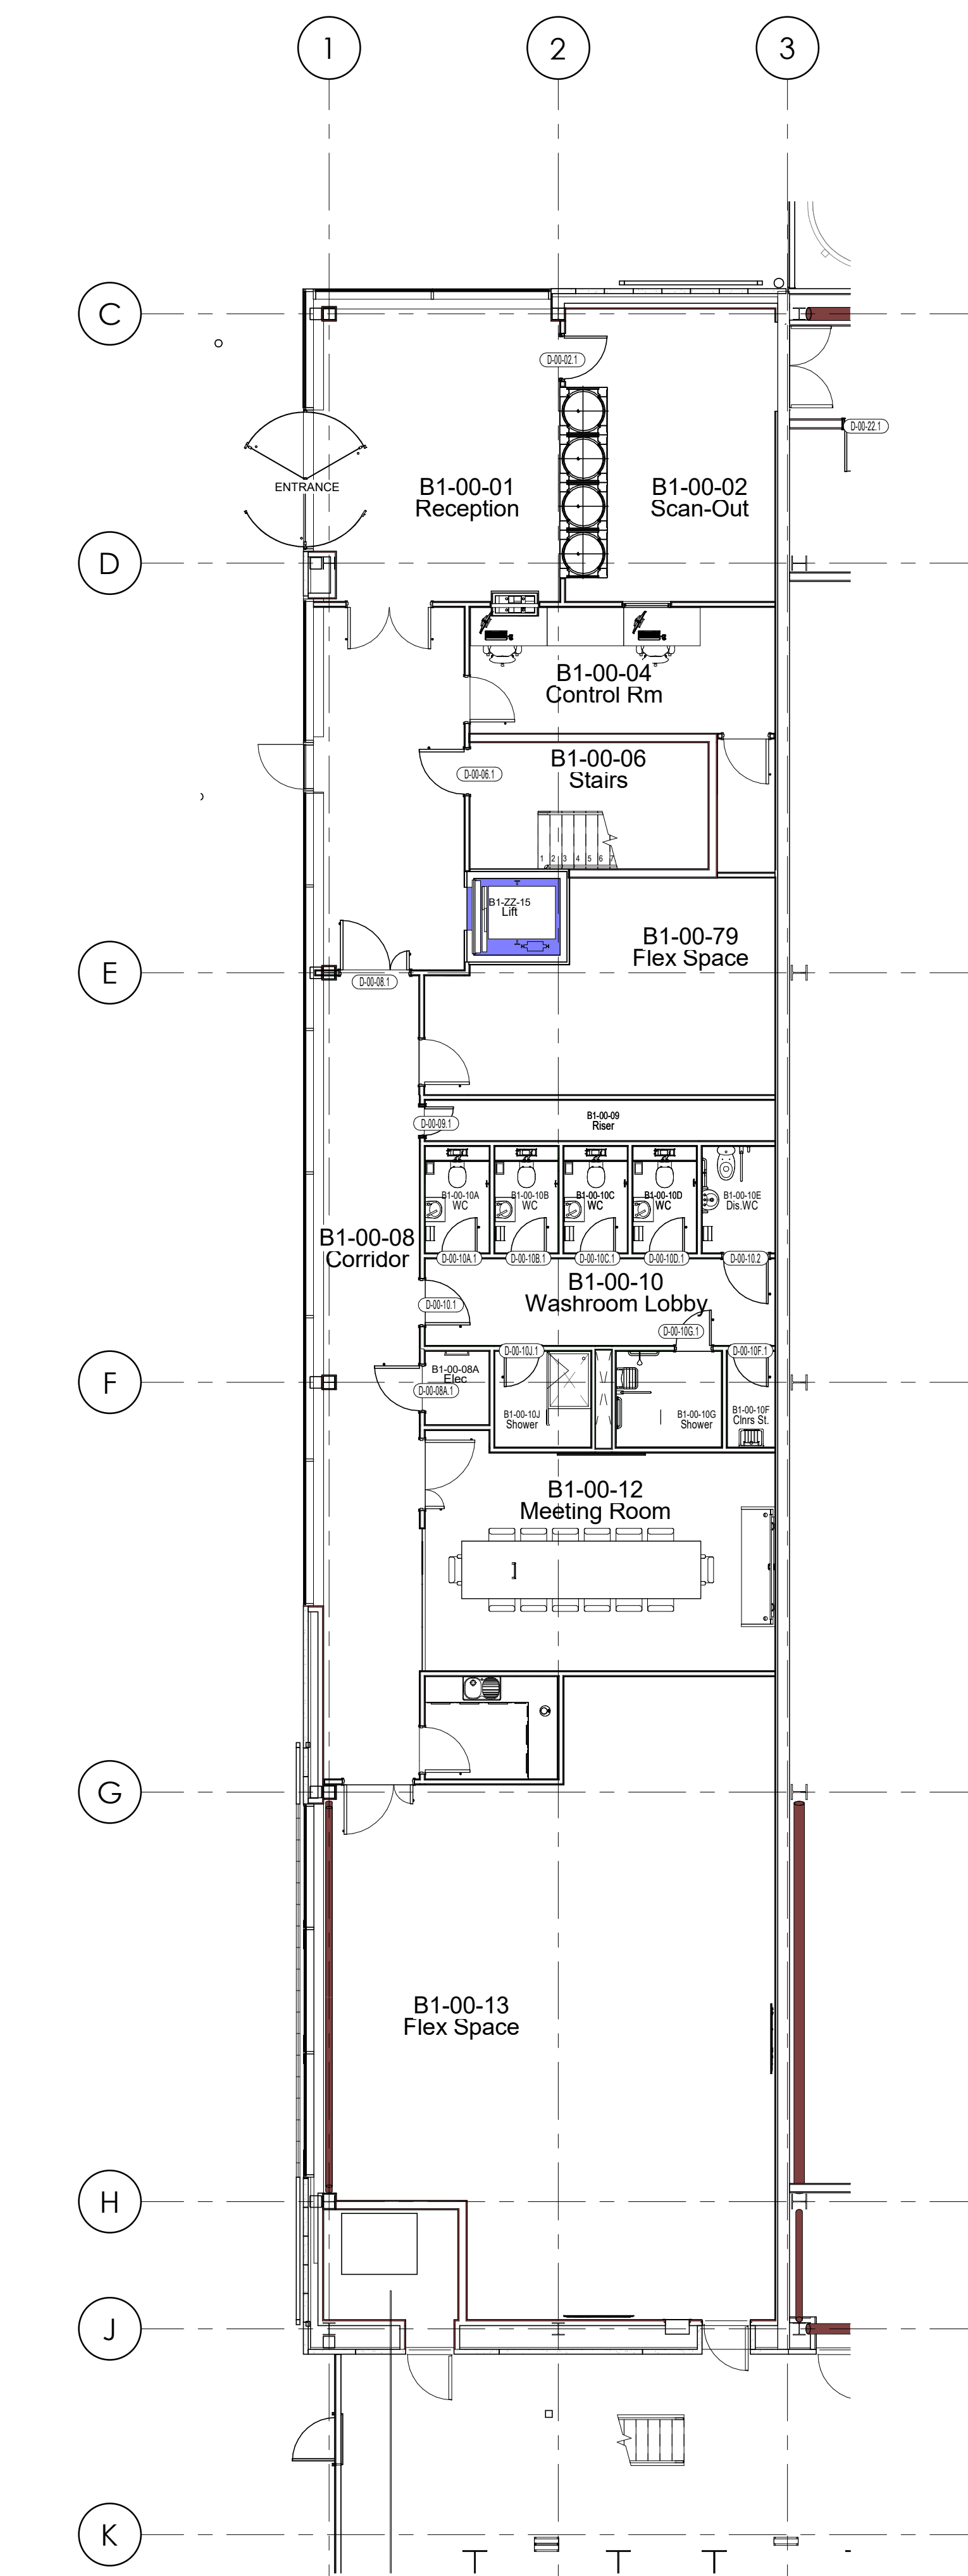 1
2
3
C
D-00-02.1
D-00-22.1
ENTRANCE
B1-00-01
Reception
B1-00-02
Scan-Out
D
B1-00-04
Control Rm
B1-00-06
Stairs
D-00-06.1
1 2 3 4 5 6 7
B1-ZZ-15
Lift
B1-00-79
Flex Space
E
D-00-08.1
B1-00-09
Riser
D-00-09.1
B1-00-10A
WC
B1-00-10B
WC
B1-00-10C
WC
B1-00-10D
WC
B1-00-10E
Dis.WC
B1-00-08
Corridor
D-00-10A.1
D-00-10B.1
D-00-10C.1
D-00-10D.1
D-00-10.2
B1-00-10
Washroom Lobby
D-00-10.1
D-00-10G.1
D-00-10J.1
D-00-10F.1
F
B1-00-08A
Elec
D-00-08A.1
B1-00-10J
Shower
B1-00-10G
Shower
B1-00-10F
Clnrs St.
B1-00-12
Meeting Room
G
B1-00-13
Flex Space
H
J
K